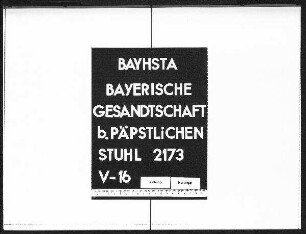 BAYHSTA
BAYERISCHE
GESANDTSCHAFT
b. PÄPSTLiCHEN
STUHL 2173
V-16